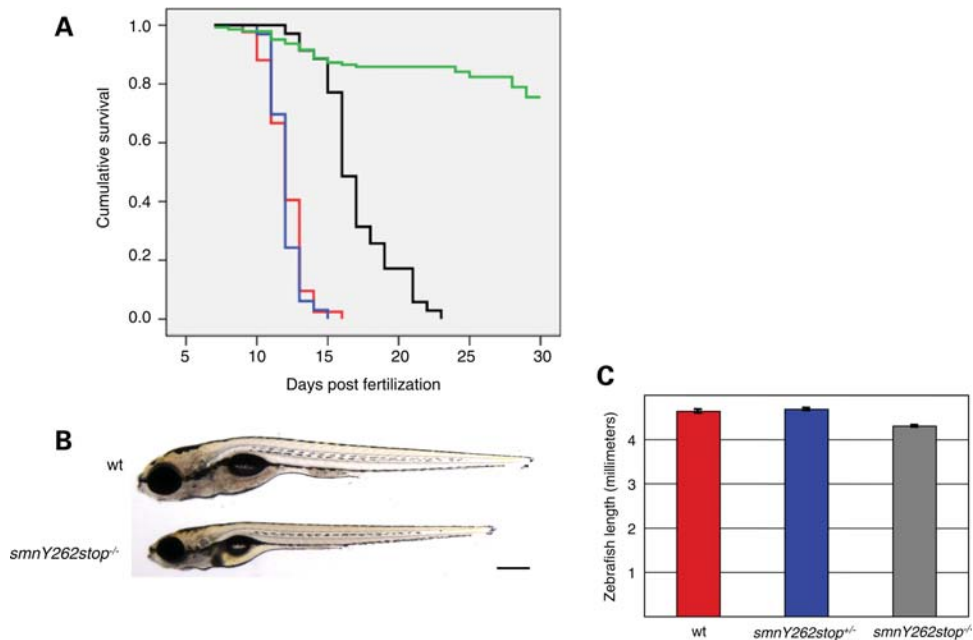 A
1.0
0.8
0.6
0.4
0.2
0.0
Cumulative survival
5 10 15 20 25 30
Days post fertilization
B
wt
smnY262stop-/-
C
Zebrafish length (millimeters)
4
3
2
1
wt smnY262stop+/- smnY262stop-/-